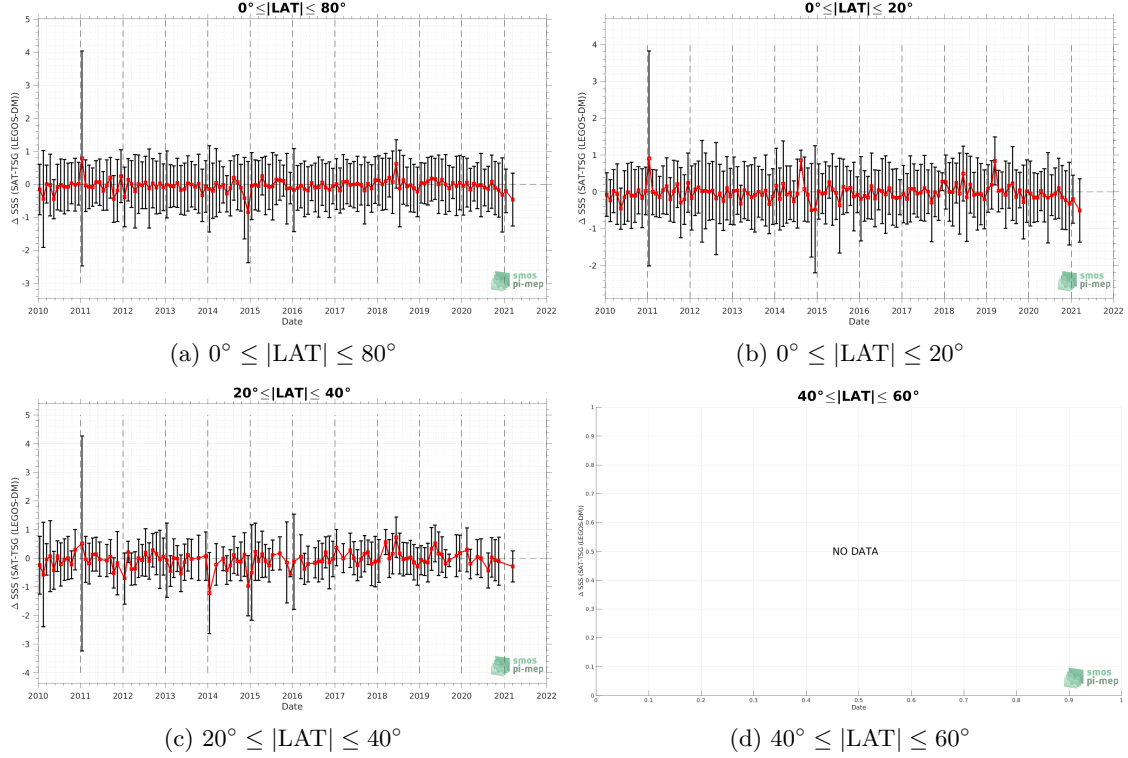 0°≤|LAT|≤ 80°
Δ SSS (SAT-TSG (LEGOS-DM))
5
4
3
2
1
0
-1
-2
-3
2010 2011 2012 2013 2014 2015 2016 2017 2018 2019 2020 2021 2022
Date
smos
pi-mep
(a) 0° ≤ |LAT| ≤ 80°
0°≤|LAT|≤ 20°
Δ SSS (SAT-TSG (LEGOS-DM))
4
3
2
1
0
-1
-2
2010 2011 2012 2013 2014 2015 2016 2017 2018 2019 2020 2021 2022
Date
smos
pi-mep
(b) 0° ≤ |LAT| ≤ 20°
20°≤|LAT|≤ 40°
Δ SSS (SAT-TSG (LEGOS-DM))
5
4
3
2
1
0
-1
-2
-3
-4
2010 2011 2012 2013 2014 2015 2016 2017 2018 2019 2020 2021 2022
Date
smos
pi-mep
(c) 20° ≤ |LAT| ≤ 40°
40°≤|LAT|≤ 60°
Δ SSS (SAT-TSG (LEGOS-DM))
1
0.9
0.8
0.7
0.6
0.5
0.4
0.3
0.2
0.1
0
NO DATA
0 0.1 0.2 0.3 0.4 0.5 0.6 0.7 0.8 0.9 1
Date
smos
pi-mep
(d) 40° ≤ |LAT| ≤ 60°